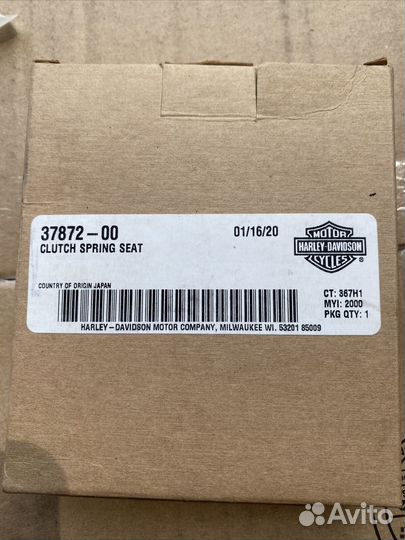 37872-00
CLUTCH SPRING SEAT
01/16/20
MOTOR
HARLEY-DAVIDSON
CYCLES
®
COUNTRY OF ORIGIN JAPAN
CT: 367H1
MYI: 2000
PKG QTY: 1
HARLEY-DAVIDSON MOTOR COMPANY, MILWAUKEE WI. 53201 85009
Avito